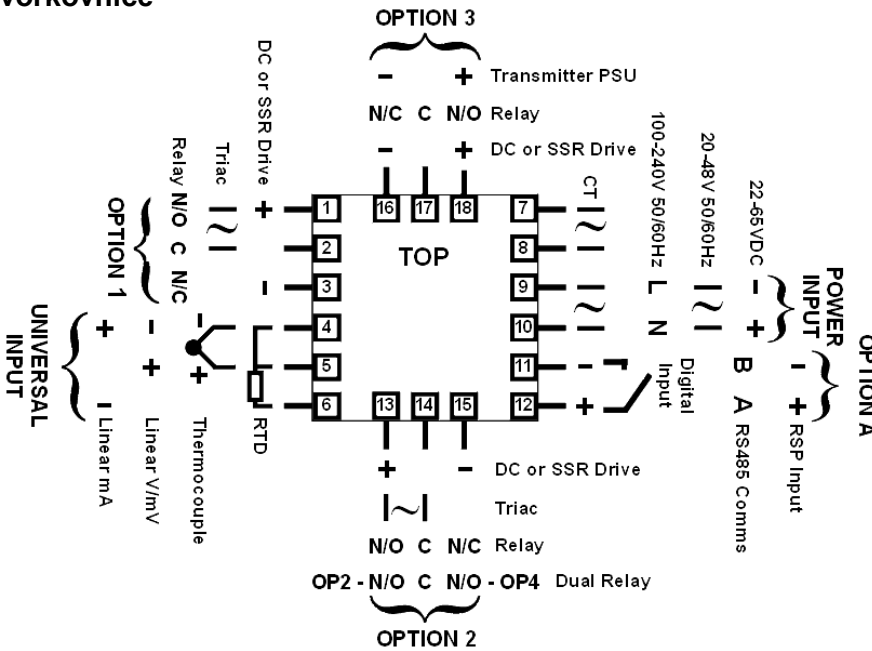 vorkovnice
OPTION 3
- + Transmitter PSU
N/C C N/O Relay
- + DC or SSR Drive
16 17 18
TOP
1
2
3
4
5
6
7
8
9
10
11
12
13 14 15
DC or SSR Drive
+ -
Triac
~
Relay N/O C N/C
OPTION 1
UNIVERSAL
INPUT
+ - Linear mA
- + Linear V/mV
- + Thermocouple
RTD
CT
~
100-240V 50/60Hz L N
~
20-48V 50/60Hz
~
22-65VDC - +
POWER
INPUT
OPTION A
- +
Digital
Input
B A RS485 Comms
- + RSP Input
+ - DC or SSR Drive
~ Triac
N/O C N/C Relay
OP2 - N/O C N/O - OP4 Dual Relay
OPTION 2